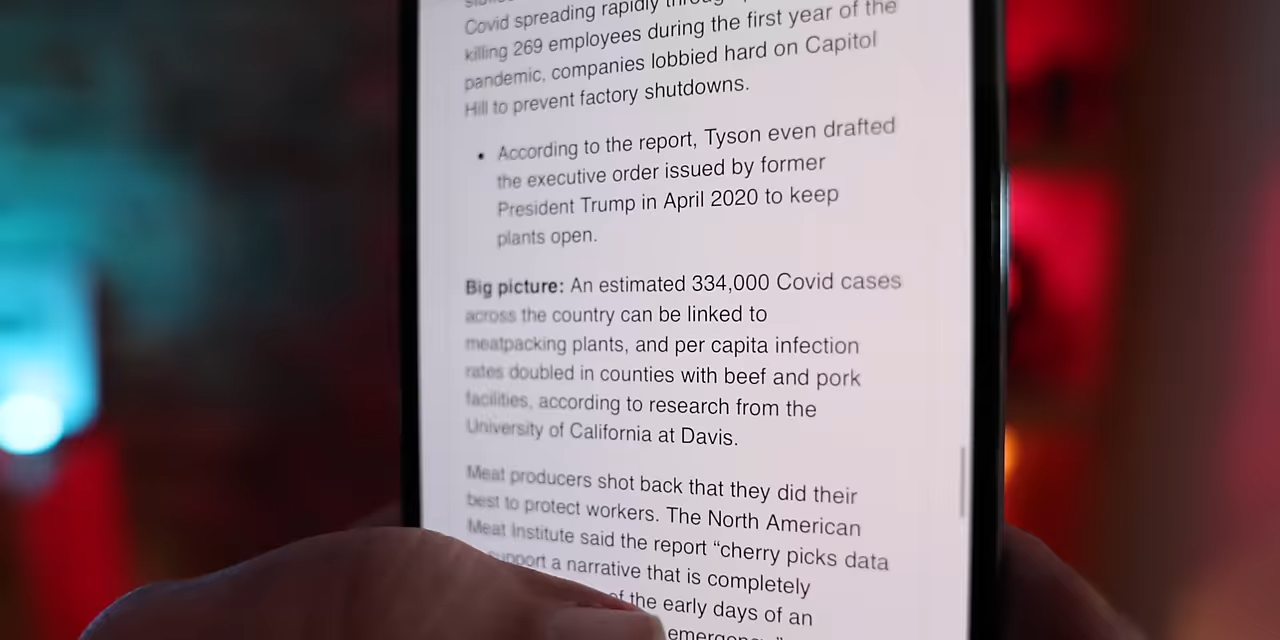 Covid spreading rapidly
killing 269 employees during the first year of the
pandemic, companies lobbied hard on Capitol
Hill to prevent factory shutdowns.
• According to the report, Tyson even drafted
the executive order issued by former
President Trump in April 2020 to keep
plants open.
Big picture: An estimated 334,000 Covid cases
across the country can be linked to
meatpacking plants, and per capita infection
rates doubled in counties with beef and pork
facilities, according to research from the
University of California at Davis.
Meat producers shot back that they did their
best to protect workers. The North American
Meat Institute said the report “cherry picks data
a narrative that is completely
of the early days of an